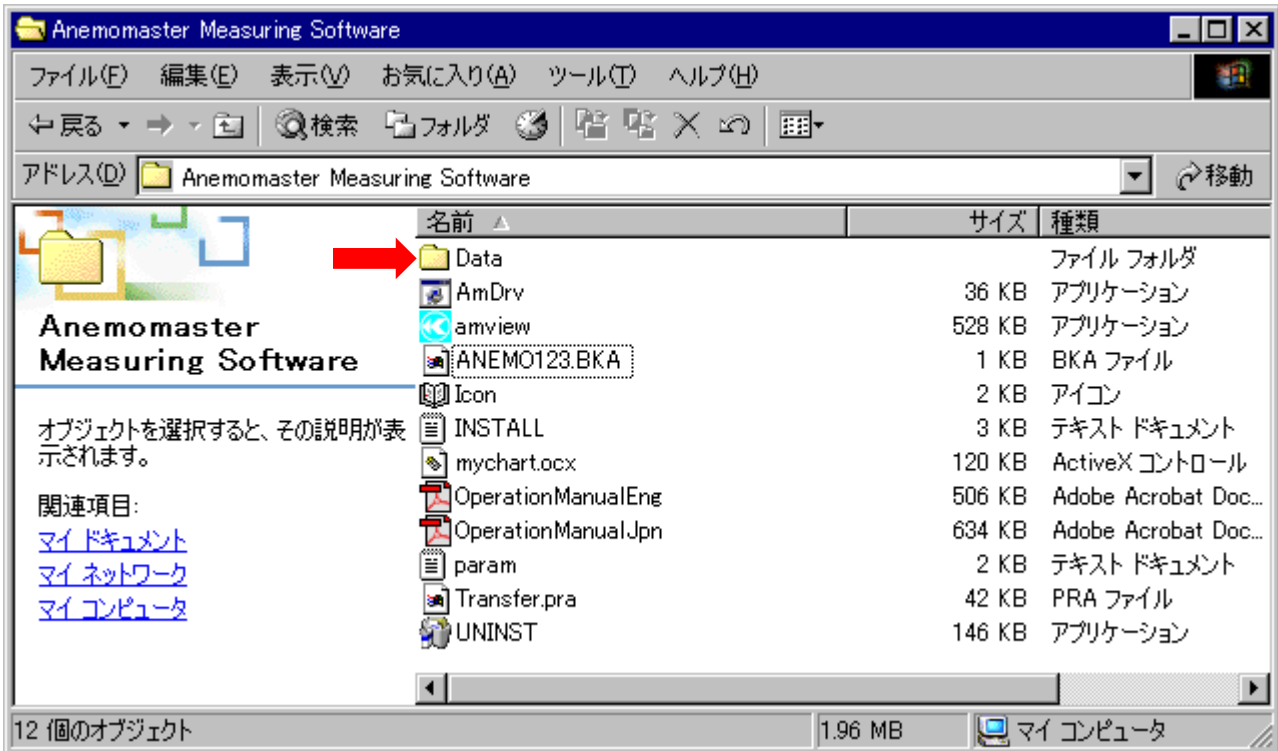 Anemomaster Measuring Software
ファイル(F) 編集(E) 表示(V) お気に入り(A) ツール(T) ヘルプ(H)
戻る 検索 フォルダ
アドレス(D) Anemomaster Measuring Software 移動
名前 サイズ 種類
Data ファイル フォルダ
AmDrv 36 KB アプリケーション
amview 528 KB アプリケーション
ANEMO123.BKA 1 KB BKA ファイル
Icon 2 KB アイコン
INSTALL 3 KB テキスト ドキュメント
mychart.ocx 120 KB ActiveX コントロール
OperationManualEng 506 KB Adobe Acrobat Doc...
OperationManualJpn 634 KB Adobe Acrobat Doc...
param 2 KB テキスト ドキュメント
Transfer.pra 42 KB PRA ファイル
UNINST 146 KB アプリケーション
Anemomaster
Measuring Software
オブジェクトを選択すると、その説明が表
示されます。
関連項目:
マイ ドキュメント
マイ ネットワーク
マイ コンピュータ
12 個のオブジェクト 1.96 MB マイ コンピュータ